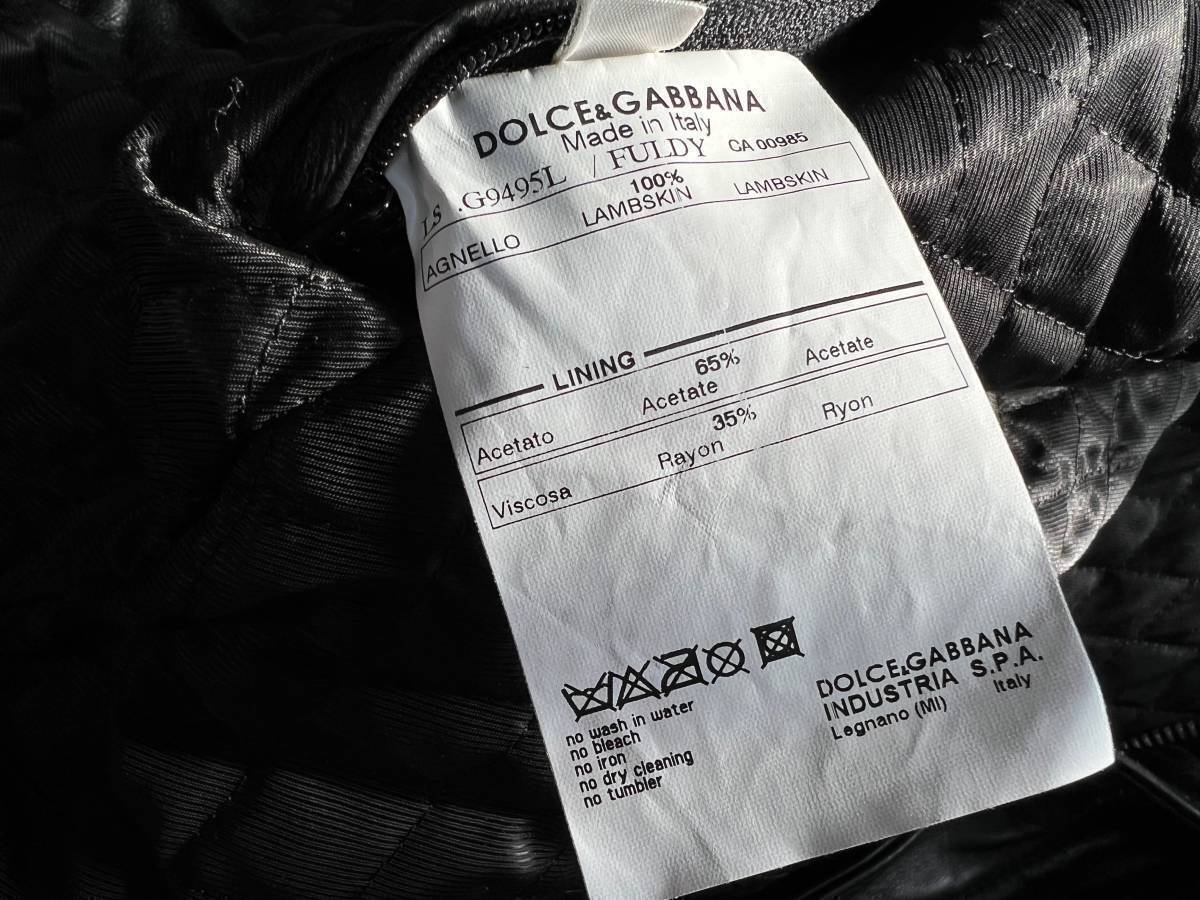 DOLCE&GABBANA
Made in Italy
IS .G9495L / FULDY CA 00985
100%
AGNELLO LAMBSKIN LAMBSKIN
LINING
65%
Acetato Acetate Acetate
35%
Viscosa Rayon Ryon
no wash in water
no bleach
no iron
no dry cleaning
no tumbler
DOLCE&GABBANA
INDUSTRIA S.P.A.
Legnano (MI) Italy